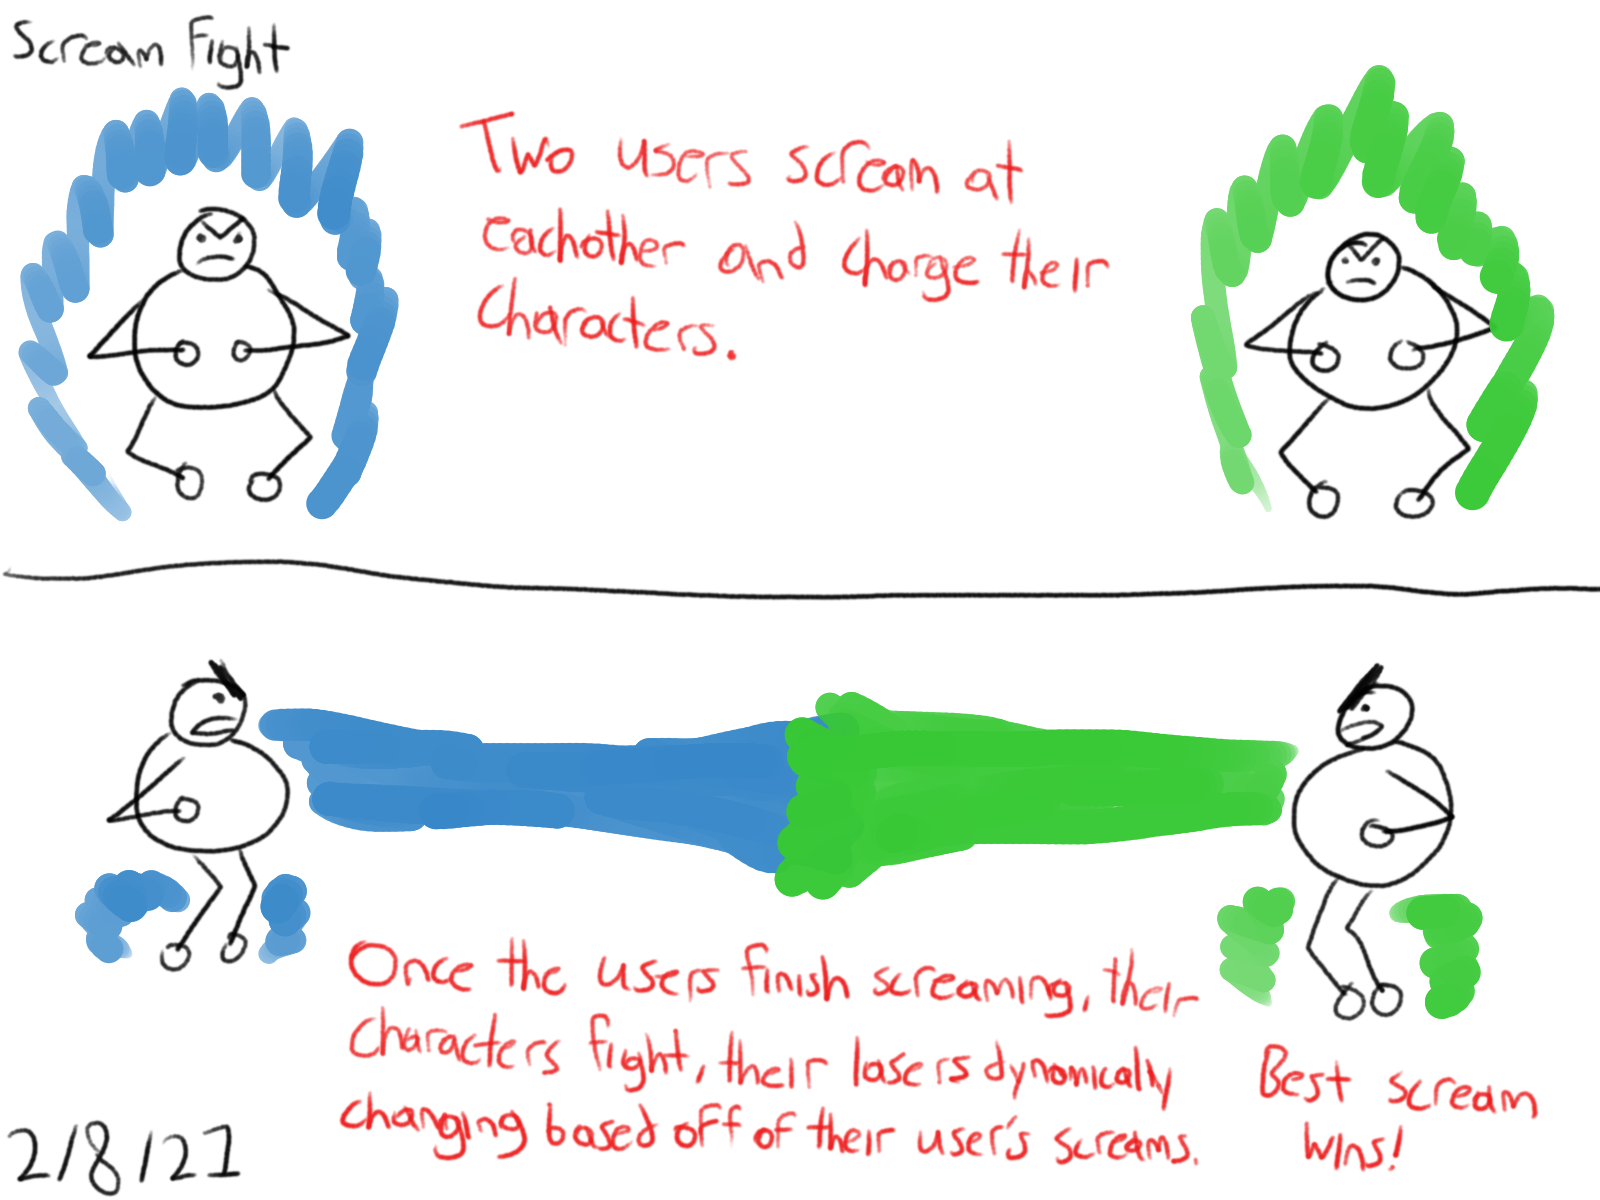 Scream Fight
Two users scream at
eachother and charge their
characters.
Once the users finish screaming, their
characters fight, their lasers dynamically
changing based off of their user's screams.
Best scream
wins!
2/8/21